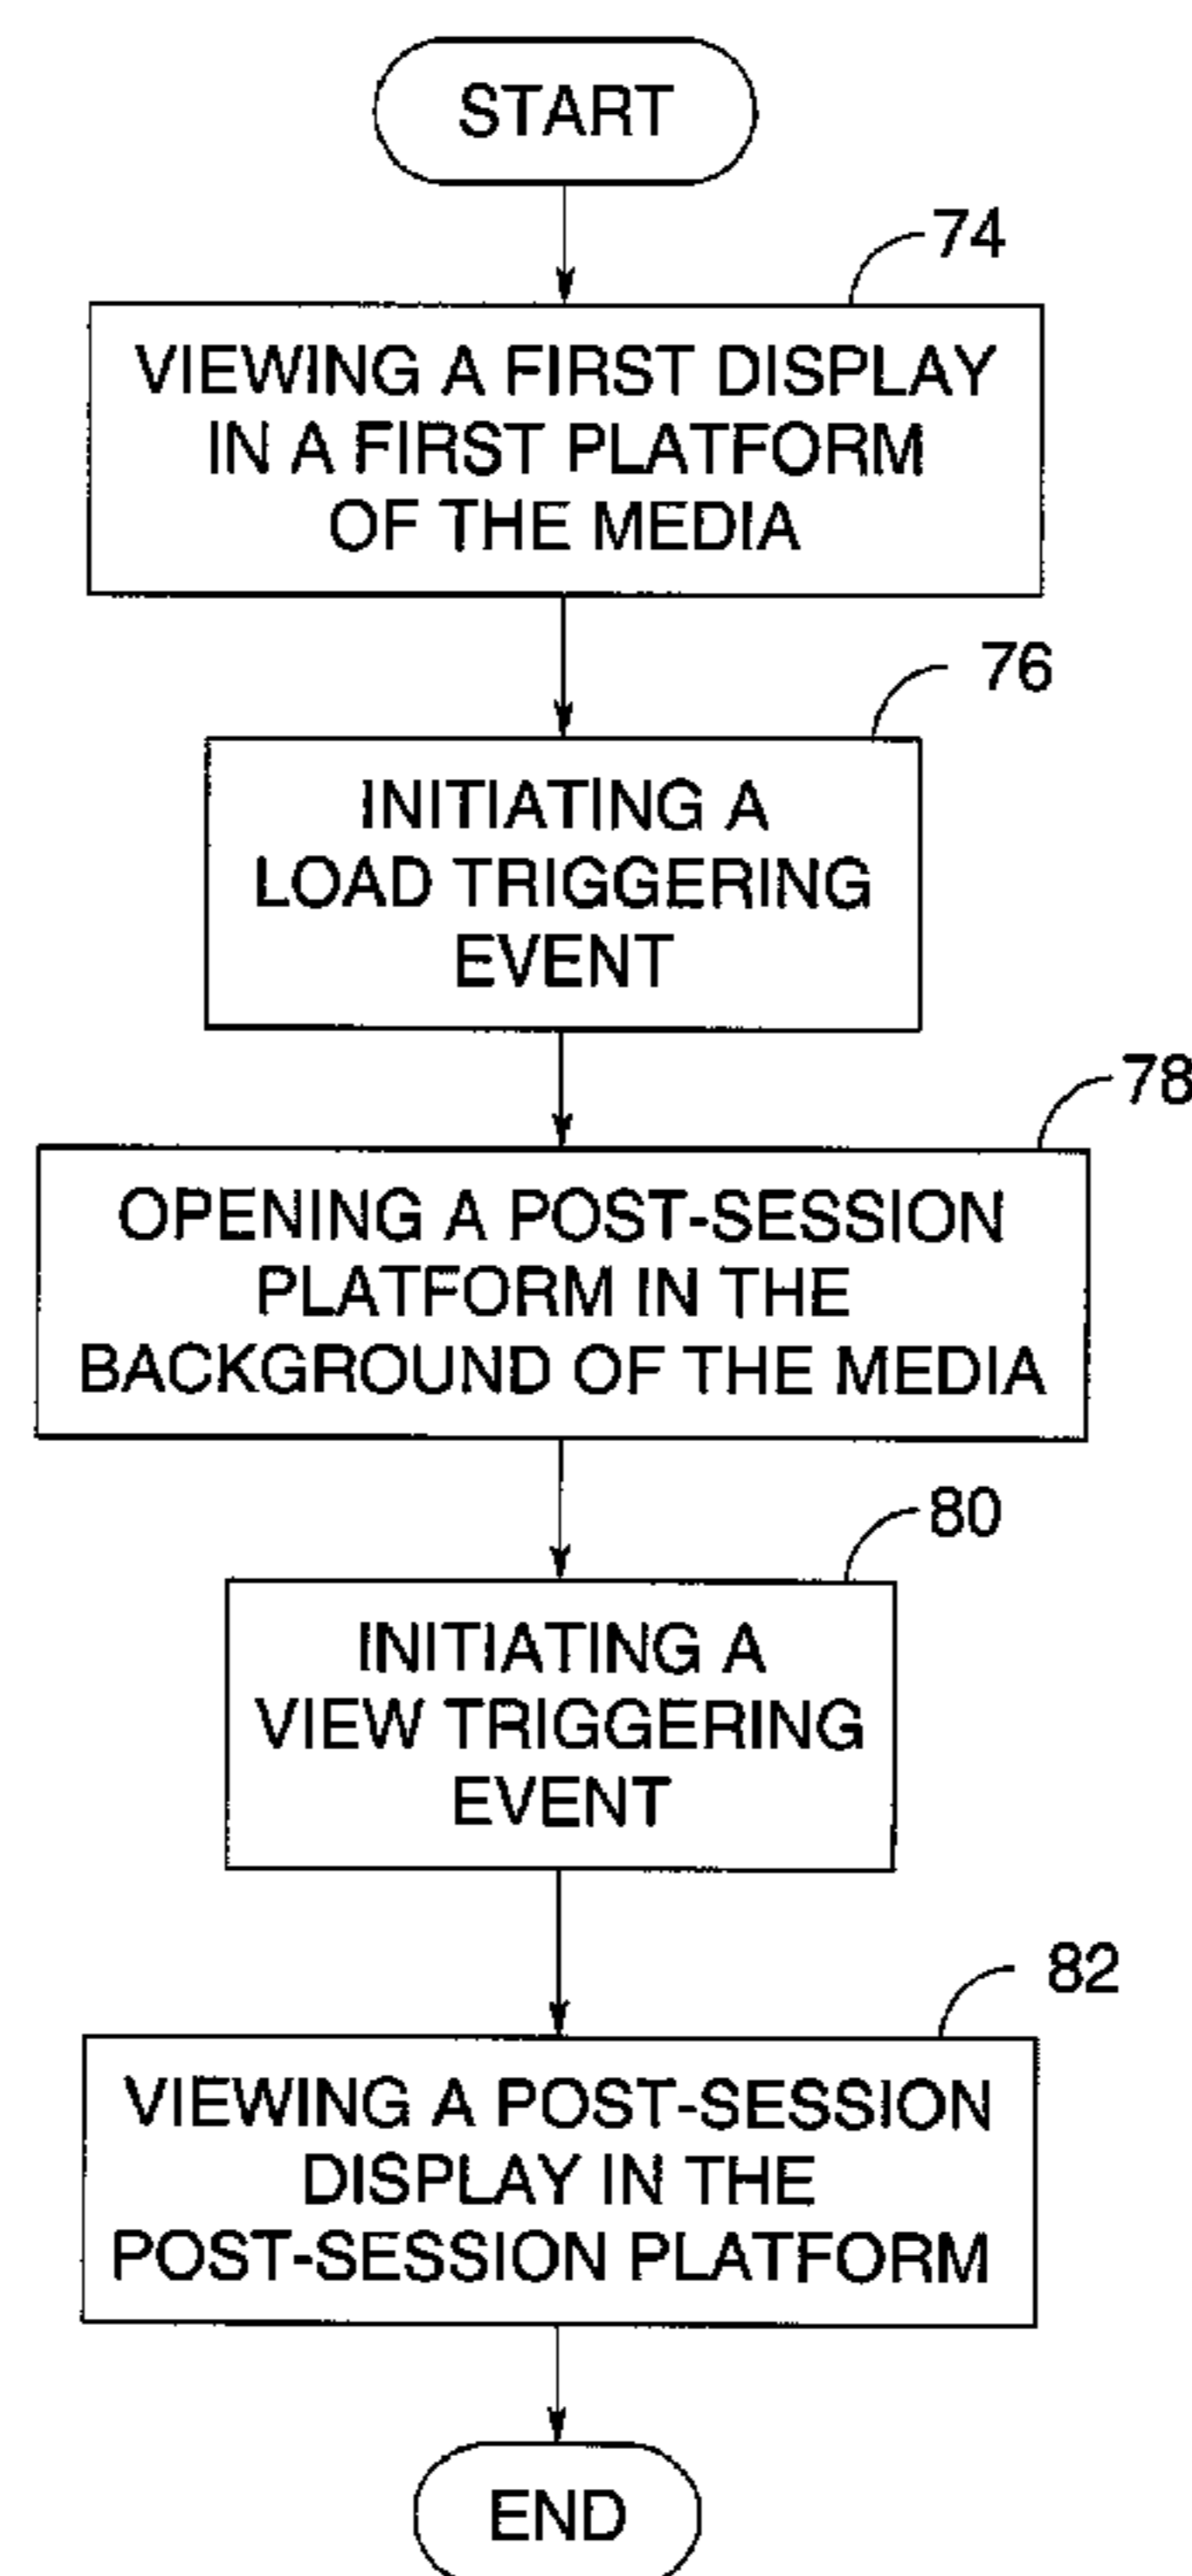 START
74
VIEWING A FIRST DISPLAY
IN A FIRST PLATFORM
OF THE MEDIA
76
INITIATING A
LOAD TRIGGERING
EVENT
78
OPENING A POST-SESSION
PLATFORM IN THE
BACKGROUND OF THE MEDIA
80
INITIATING A
VIEW TRIGGERING
EVENT
82
VIEWING A POST-SESSION
DISPLAY IN THE
POST-SESSION PLATFORM
END